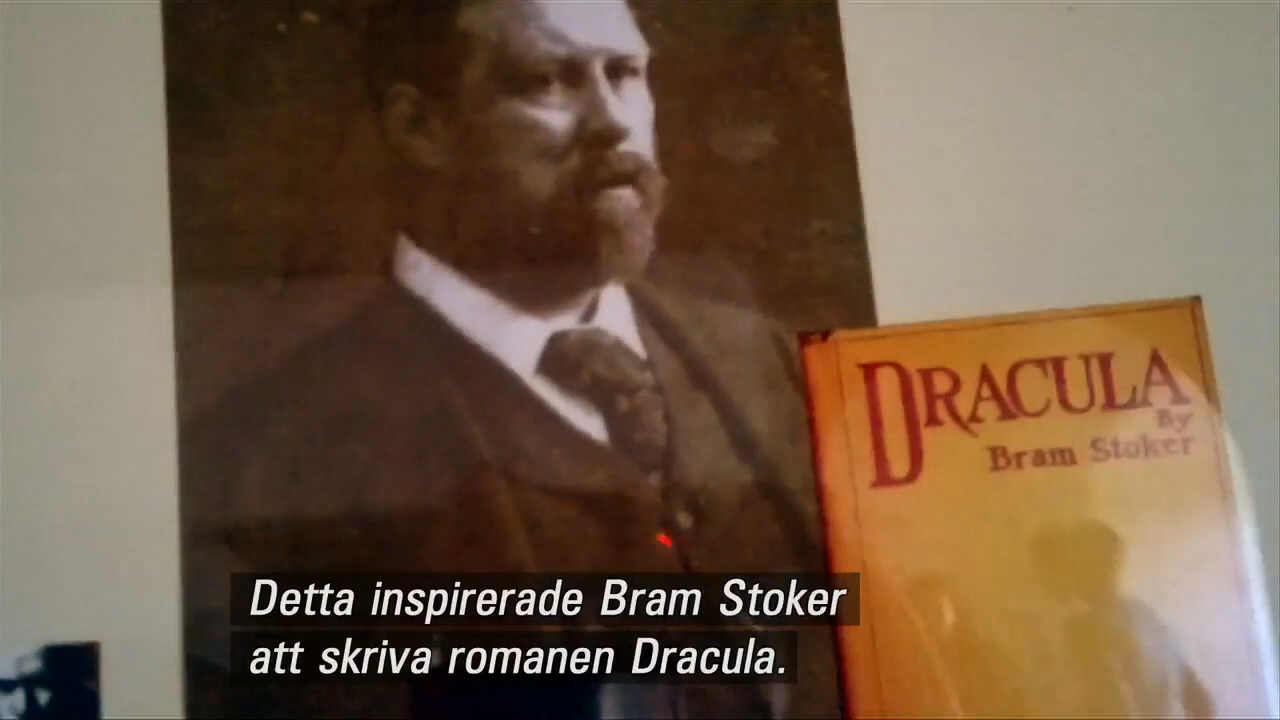 DRACULA
By
Bram Stoker
Detta inspirerade Bram Stoker
att skriva romanen Dracula.